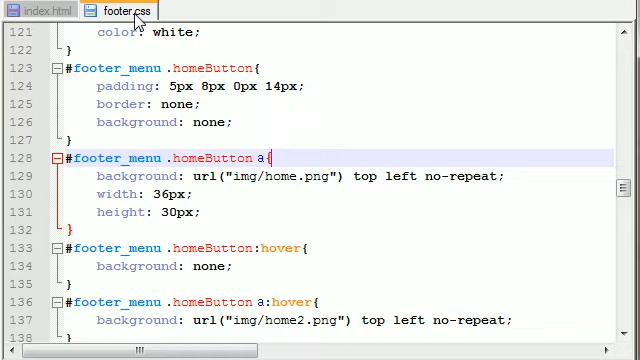 index.html footer.css
121 color: white;
122 }
123 #footer_menu .homeButton{
124 padding: 5px 8px 0px 14px;
125 border: none;
126 background: none;
127 }
128 #footer_menu .homeButton a{
129 background: url("img/home.png") top left no-repeat;
130 width: 36px;
131 height: 30px;
132 }
133 #footer_menu .homeButton:hover{
134 background: none;
135 }
136 #footer_menu .homeButton a:hover{
137 background: url("img/home2.png") top left no-repeat;
138 }